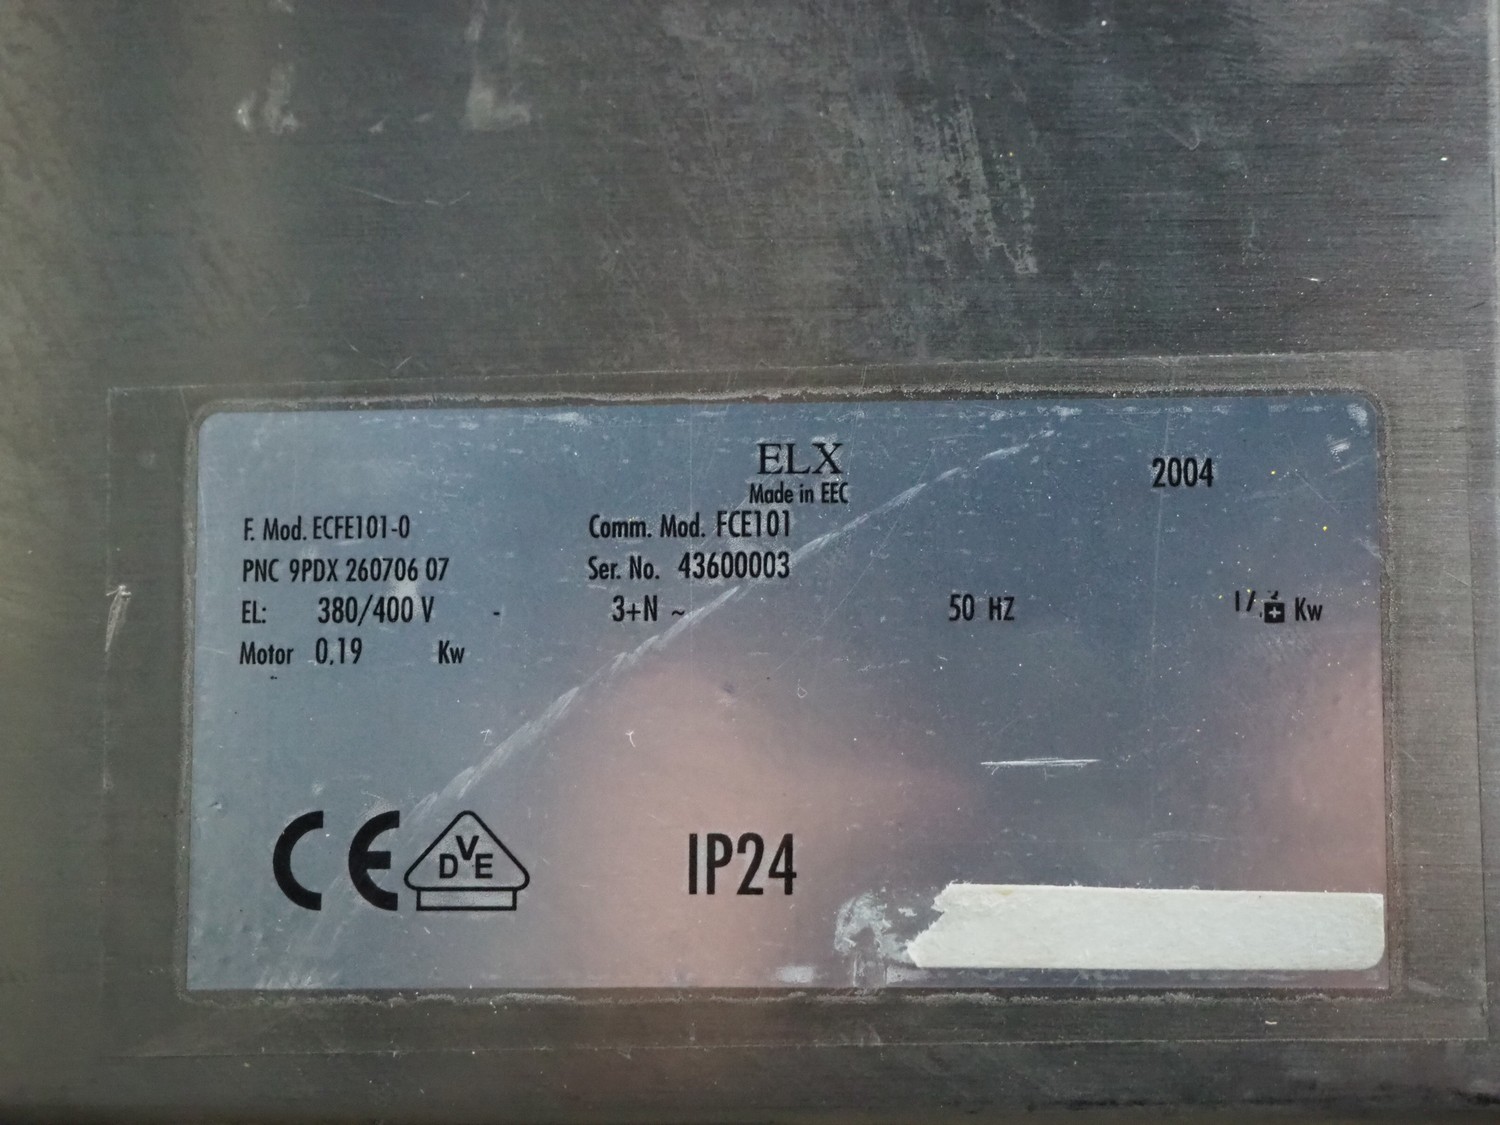 ELX
2004
Made in EEC
F. Mod. ECFE101-0 Comm. Mod. FCE101
PNC 9PDX 260706 07 Ser. No. 43600003
EL: 380/400 V - 3+N ~ 50 HZ Kw
Motor 0,19 Kw
CE DVE IP24